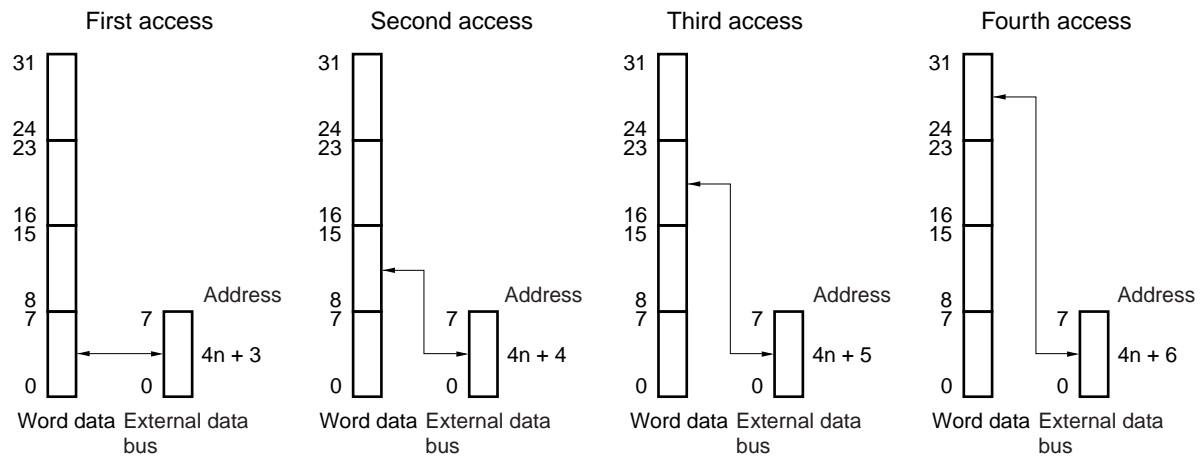 First access
31
24
23
16
15
8
7
0
Address
7
4n + 3
0
Word data External data
bus
Second access
31
24
23
16
15
8
7
0
Address
7
4n + 4
0
Word data External data
bus
Third access
31
24
23
16
15
8
7
0
Address
7
4n + 5
0
Word data External data
bus
Fourth access
31
24
23
16
15
8
7
0
Address
7
4n + 6
0
Word data External data
bus